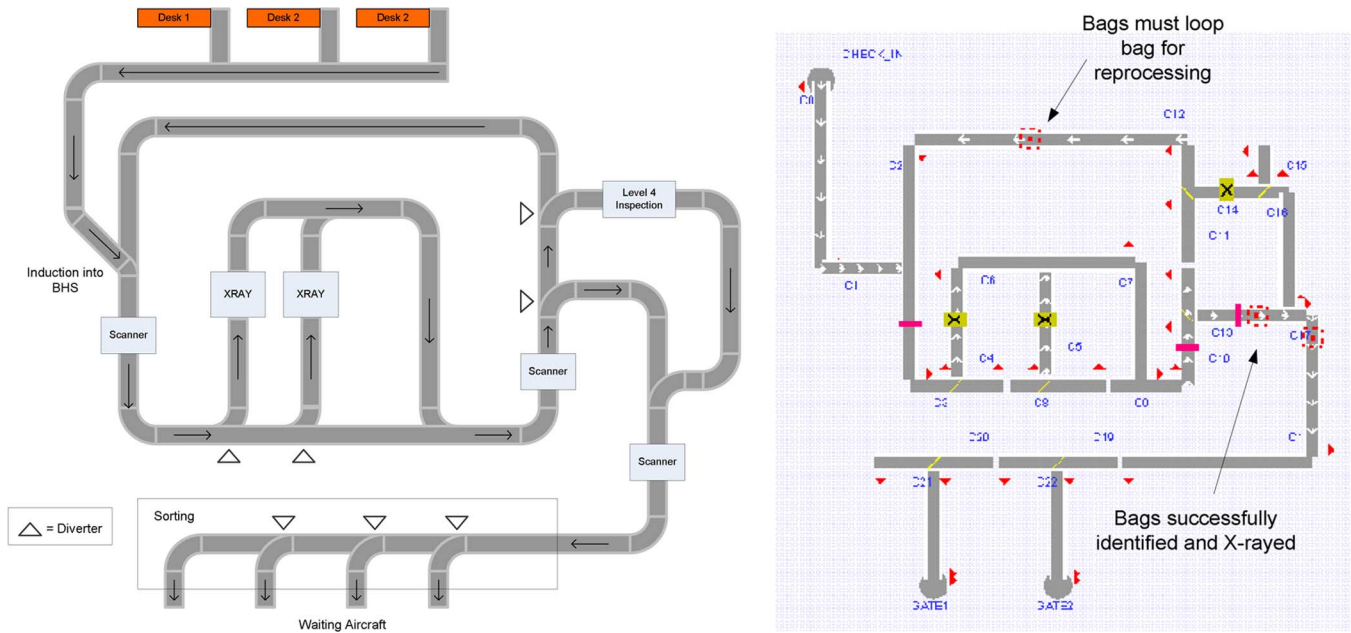 Desk 1
Desk 2
Desk 2
Level 4
Inspection
Induction into
BHS
XRAY
XRAY
Scanner
Scanner
Scanner
Sorting
= Diverter
Waiting Aircraft
Bags must loop
bag for
reprocessing
CHECK_IN
C12
C2
C15
C14
C16
C11
C1
C6
C7
C13
C17
C10
C4
C5
C3
C8
C20
C19
C21
C22
Bags successfully
identified and X-rayed
GATE1
GATE2